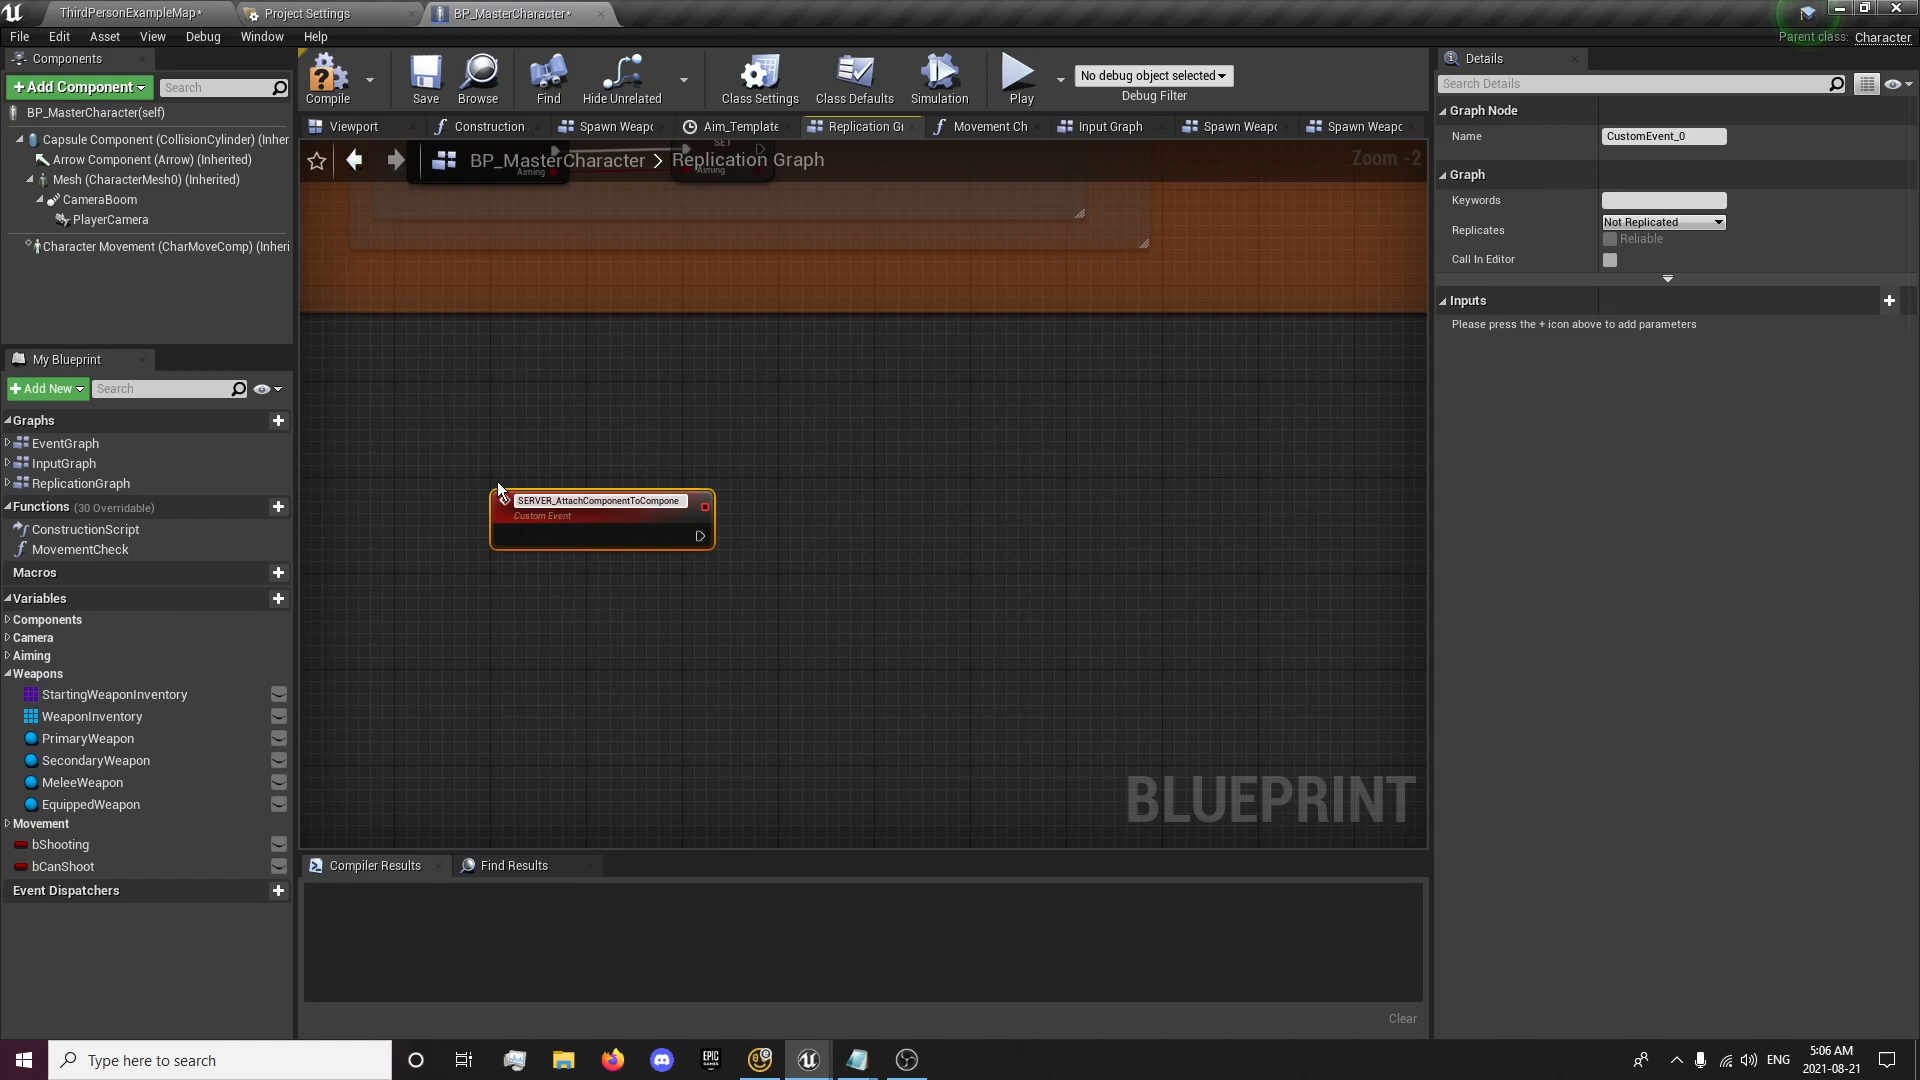 ThirdPersonExampleMap*
Project Settings
BP_MasterCharacter*
File Edit Asset View Debug Window Help
Parent class: Character
Components
+Add Component
Search
BP_MasterCharacter(self)
Capsule Component (CollisionCylinder) (Inher
Arrow Component (Arrow) (Inherited)
Mesh (CharacterMesh0) (Inherited)
CameraBoom
PlayerCamera
Character Movement (CharMoveComp) (Inheri
My Blueprint
+Add New
Search
Graphs
EventGraph
InputGraph
ReplicationGraph
Functions (30 Overridable)
ConstructionScript
MovementCheck
Macros
Variables
Components
Camera
Aiming
Weapons
StartingWeaponInventory
WeaponInventory
PrimaryWeapon
SecondaryWeapon
MeleeWeapon
EquippedWeapon
Movement
bShooting
bCanShoot
Event Dispatchers
Compile
Save
Browse
Find
Hide Unrelated
Class Settings
Class Defaults
Simulation
Play
No debug object selected
Debug Filter
Viewport
Construction
Spawn Weapo
Aim_Template
Replication Gr
Movement Ch
Input Graph
Spawn Weapo
Spawn Weapo
BP_MasterCharacter > Replication Graph
Zoom -2
SET
Aiming
Aiming
SERVER_AttachComponentToCompone
Custom Event
BLUEPRINT
Compiler Results
Find Results
Clear
Details
Search Details
Graph Node
Name CustomEvent_0
Graph
Keywords
Replicates Not Replicated
Reliable
Call In Editor
Inputs
Please press the + icon above to add parameters
Type here to search
EPIC
ENG
5:06 AM
2021-08-21